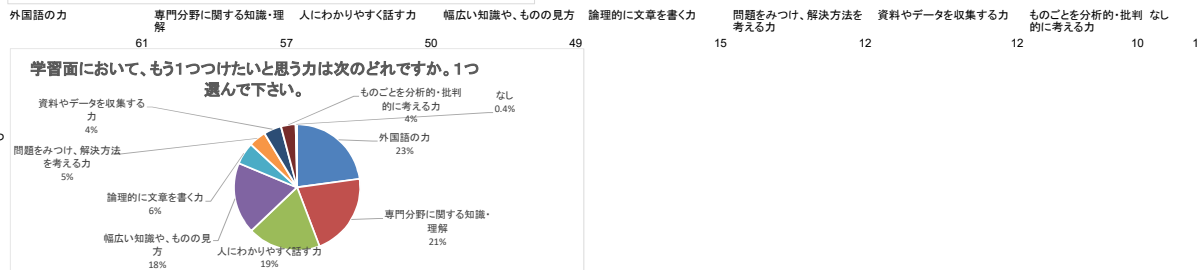 外国語の力 専門分野に関する知識・理解 人にわかりやすく話す力 幅広い知識や、ものの見方 論理的に文章を書く力 問題をみつけ、解決方法を考える力 資料やデータを収集する力 ものごとを分析的・批判的に考える力 なし
61 57 50 49 15 12 12 10 1
学習面において、もう1つつけたいと思う力は次のどれですか。1つ
選んで下さい。
ものごとを分析的・批判
的に考える力
4%
なし
0.4%
資料やデータを収集する
力
4%
外国語の力
23%
問題をみつけ、解決方法
を考える力
5%
論理的に文章を書く力
6%
専門分野に関する知識・
理解
21%
幅広い知識や、ものの見
方
18%
人にわかりやすく話す力
19%